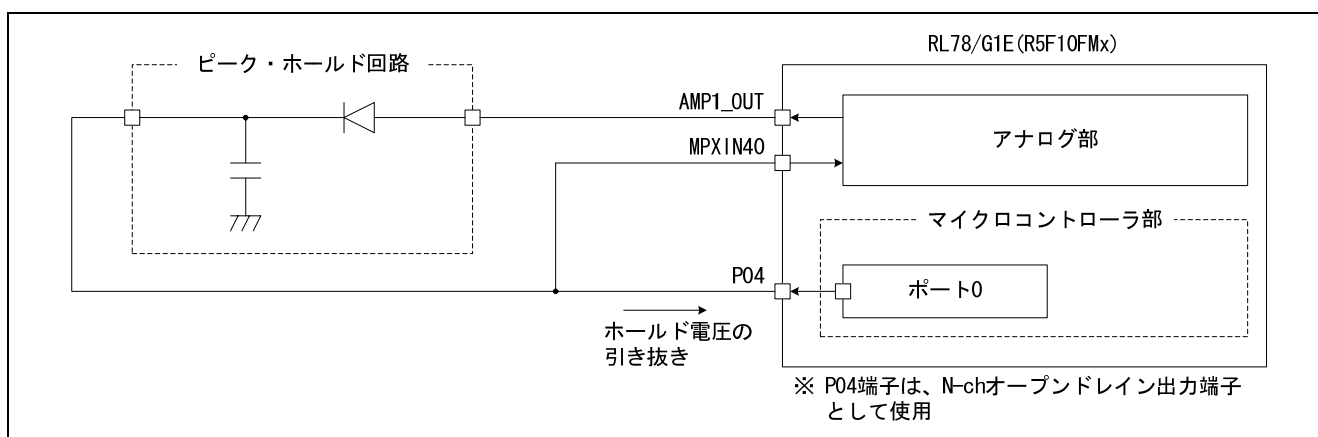 RL78/G1E(R5F10FMx)
ピーク・ホールド回路
AMP1_OUT
MPXIN40
アナログ部
マイクロコントローラ部
P04
ポート0
ホールド電圧の
引き抜き
※ P04端子は、N-chオープンドレイン出力端子
として使用